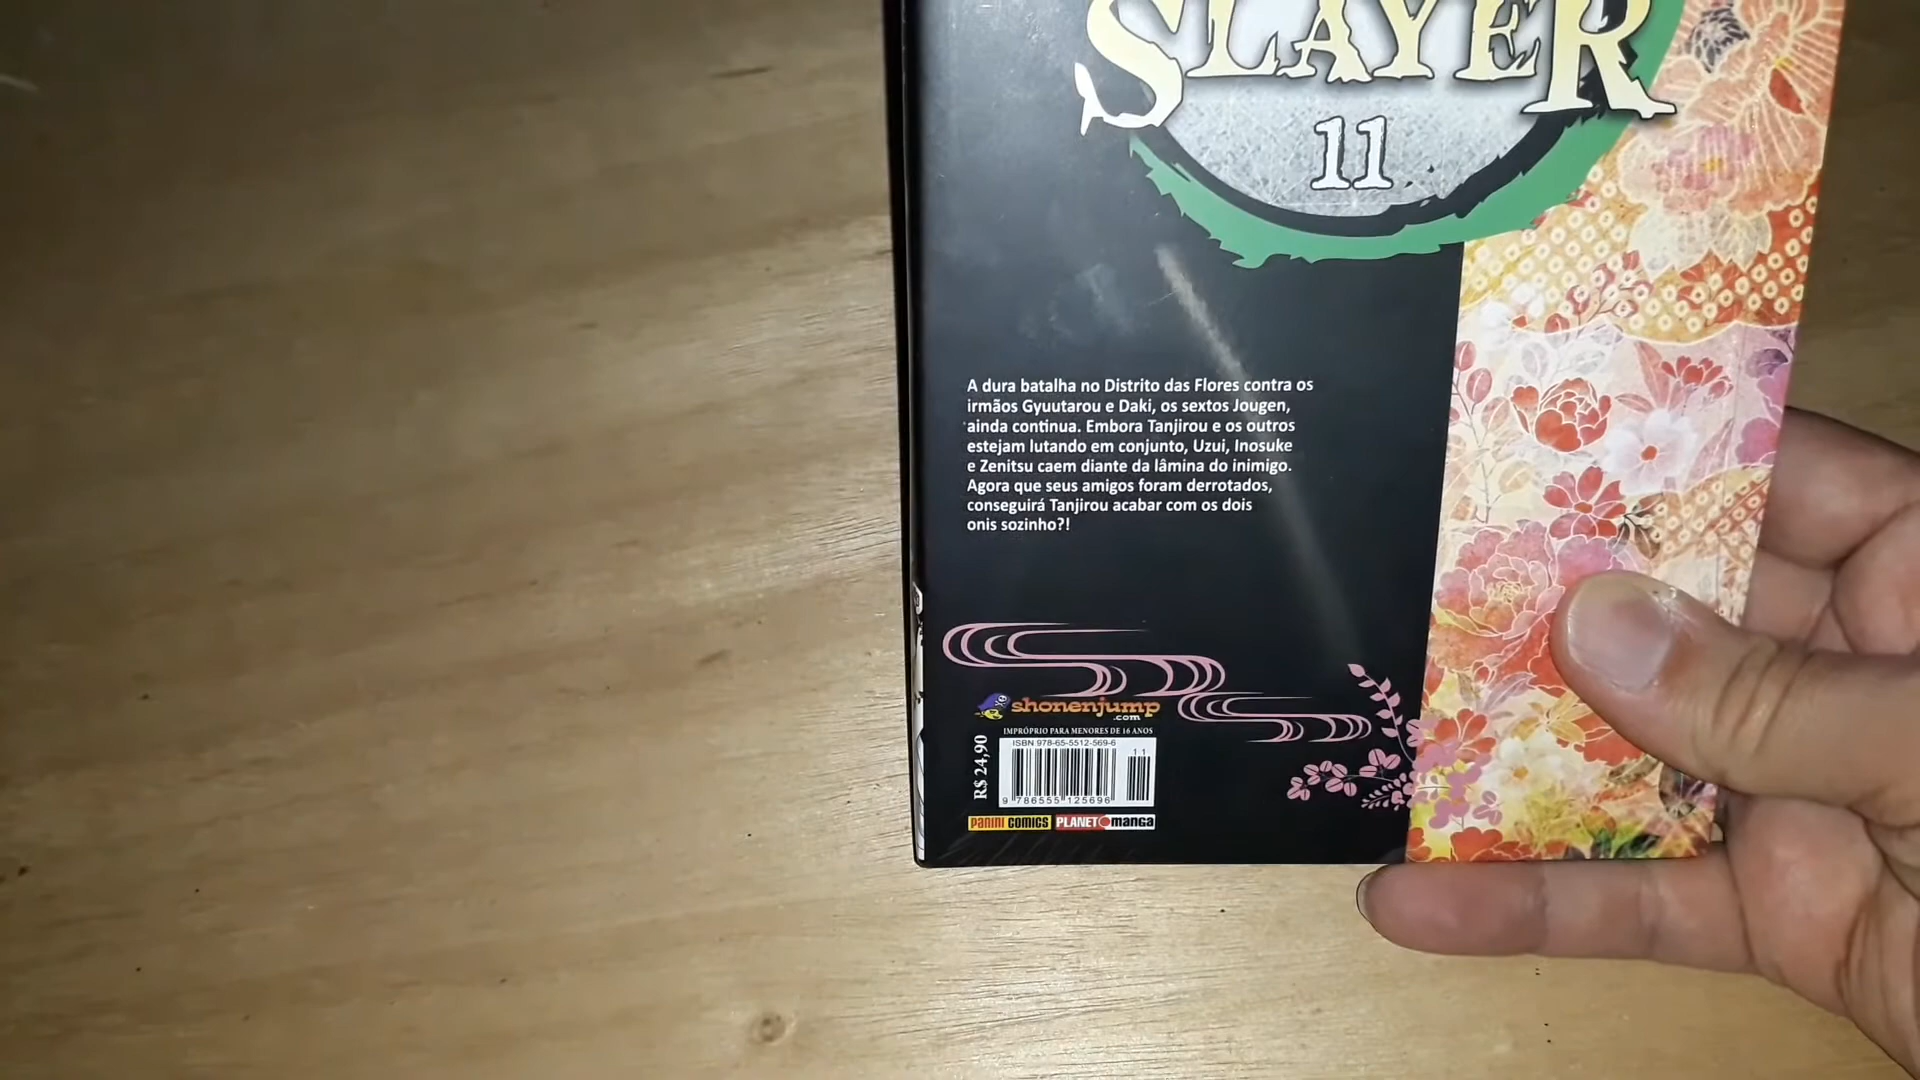 SLAYER
11
A dura batalha no Distrito das Flores contra os
irmãos Gyuutarou e Daki, os sextos Jougen,
ainda continua. Embora Tanjirou e os outros
estejam lutando em conjunto, Uzui, Inosuke
e Zenitsu caem diante da lâmina do inimigo.
Agora que seus amigos foram derrotados,
conseguirá Tanjirou acabar com os dois
onis sozinho?!
shonenjump
.com
IMPRÓPRIO PARA MENORES DE 16 ANOS
ISBN 978-65-5512-569-6
11
R$ 24,90
9 786555 125696
PANINI COMICS PLANET manga